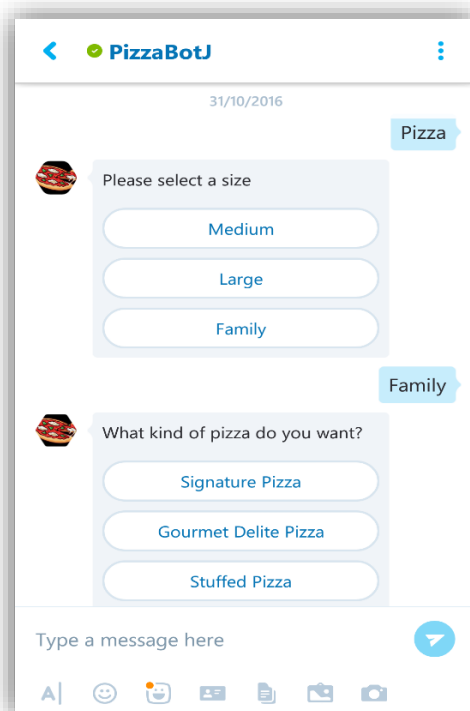 PizzaBotJ
31/10/2016
Pizza
Please select a size
Medium
Large
Family
Family
What kind of pizza do you want?
Signature Pizza
Gourmet Delite Pizza
Stuffed Pizza
Type a message here
A